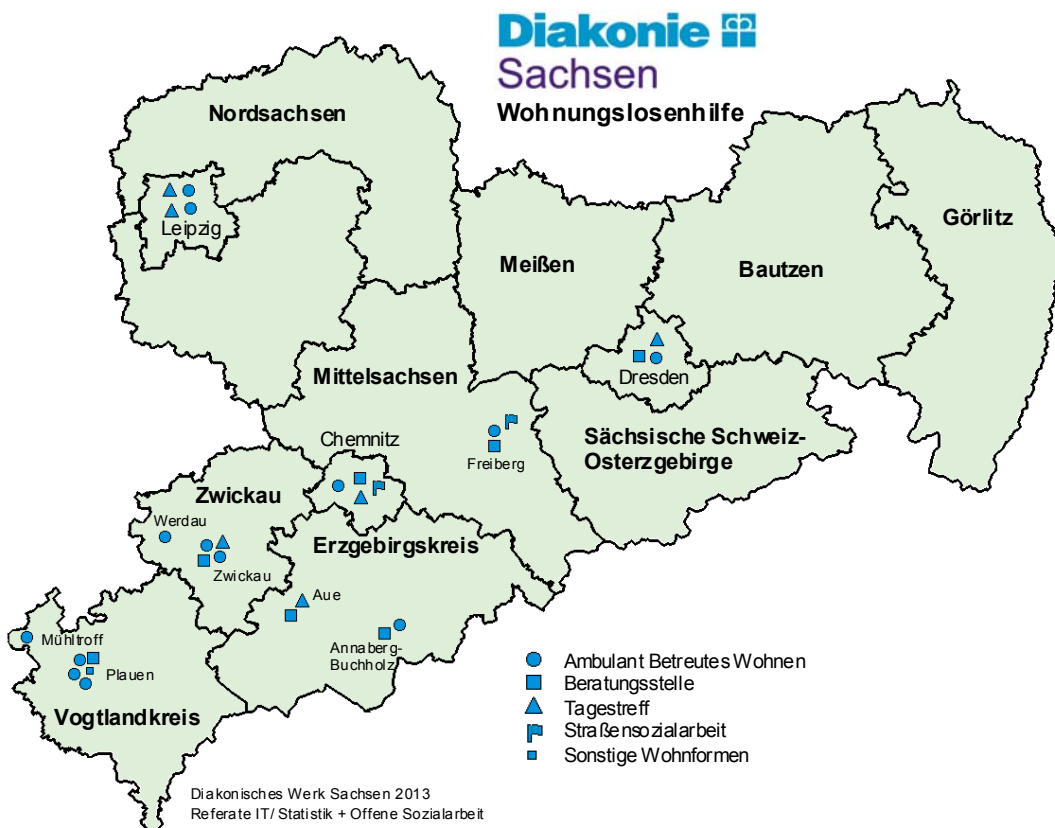 Diakonie
Sachsen
Wohnungslosenhilfe
Nordsachsen
Leipzig
Görlitz
Meißen
Bautzen
Dresden
Mittelsachsen
Sächsische Schweiz-
Osterzgebirge
Freiberg
Chemnitz
Zwickau
Werdau
Zwickau
Erzgebirgskreis
Aue
Annaberg-
Buchholz
Mühltroff
Plauen
Vogtlandkreis
Ambulant Betreutes Wohnen
Beratungsstelle
Tagestreff
Straßensozialarbeit
Sonstige Wohnformen
Diakonisches Werk Sachsen 2013
Referate IT/ Statistik + Offene Sozialarbeit